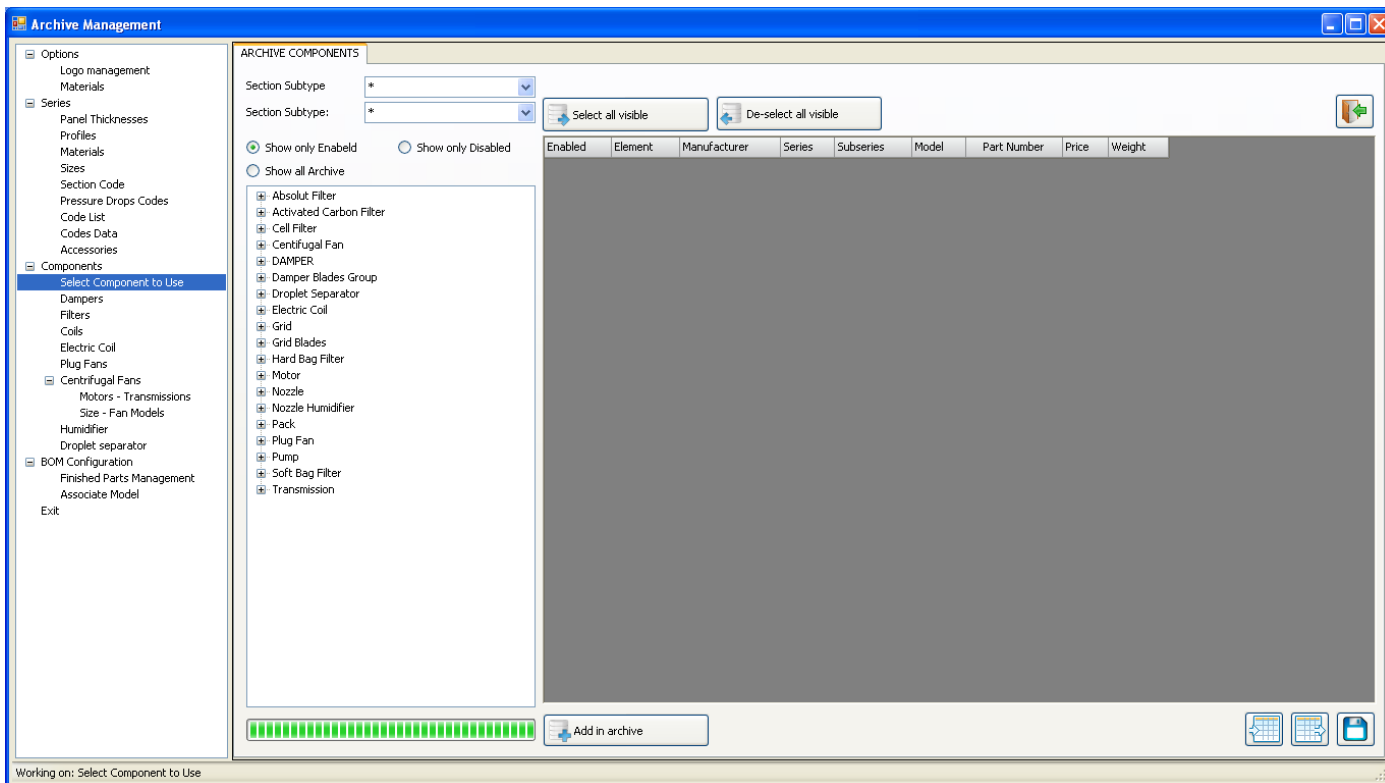 Archive Management
Options
Logo management
Materials
Series
Panel Thicknesses
Profiles
Materials
Sizes
Section Code
Pressure Drops Codes
Code List
Codes Data
Accessories
Components
Select Component to Use
Dampers
Filters
Coils
Electric Coil
Plug Fans
Centrifugal Fans
Motors - Transmissions
Size - Fan Models
Humidifier
Droplet separator
BOM Configuration
Finished Parts Management
Associate Model
Exit
ARCHIVE COMPONENTS
Section Subtype *
Section Subtype: *
Select all visible De-select all visible
Show only Enabeld Show only Disabled
Show all Archive
Absolut Filter
Activated Carbon Filter
Cell Filter
Centifugal Fan
DAMPER
Damper Blades Group
Droplet Separator
Electric Coil
Grid
Grid Blades
Hard Bag Filter
Motor
Nozzle
Nozzle Humidifier
Pack
Plug Fan
Pump
Soft Bag Filter
Transmission
Enabled Element Manufacturer Series Subseries Model Part Number Price Weight
Add in archive
Working on: Select Component to Use